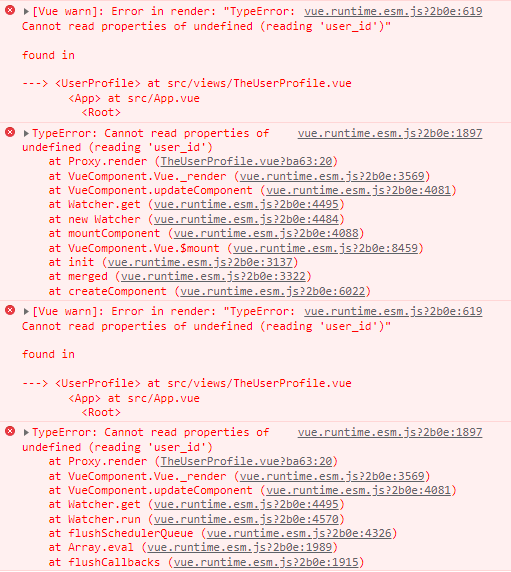 ▶[Vue warn]: Error in render: "TypeError: vue.runtime.esm.js?2b0e:619
Cannot read properties of undefined (reading 'user_id')"
found in
---> <UserProfile> at src/views/TheUserProfile.vue
<App> at src/App.vue
<Root>
▶TypeError: Cannot read properties of vue.runtime.esm.js?2b0e:1897
undefined (reading 'user_id')
at Proxy.render (TheUserProfile.vue?ba63:20)
at VueComponent.Vue._render (vue.runtime.esm.js?2b0e:3569)
at VueComponent.updateComponent (vue.runtime.esm.js?2b0e:4081)
at Watcher.get (vue.runtime.esm.js?2b0e:4495)
at new Watcher (vue.runtime.esm.js?2b0e:4484)
at mountComponent (vue.runtime.esm.js?2b0e:4088)
at VueComponent.Vue.$mount (vue.runtime.esm.js?2b0e:8459)
at init (vue.runtime.esm.js?2b0e:3137)
at merged (vue.runtime.esm.js?2b0e:3322)
at createComponent (vue.runtime.esm.js?2b0e:6022)
▶[Vue warn]: Error in render: "TypeError: vue.runtime.esm.js?2b0e:619
Cannot read properties of undefined (reading 'user_id')"
found in
---> <UserProfile> at src/views/TheUserProfile.vue
<App> at src/App.vue
<Root>
▶TypeError: Cannot read properties of vue.runtime.esm.js?2b0e:1897
undefined (reading 'user_id')
at Proxy.render (TheUserProfile.vue?ba63:20)
at VueComponent.Vue._render (vue.runtime.esm.js?2b0e:3569)
at VueComponent.updateComponent (vue.runtime.esm.js?2b0e:4081)
at Watcher.get (vue.runtime.esm.js?2b0e:4495)
at Watcher.run (vue.runtime.esm.js?2b0e:4570)
at flushSchedulerQueue (vue.runtime.esm.js?2b0e:4326)
at Array.eval (vue.runtime.esm.js?2b0e:1989)
at flushCallbacks (vue.runtime.esm.js?2b0e:1915)